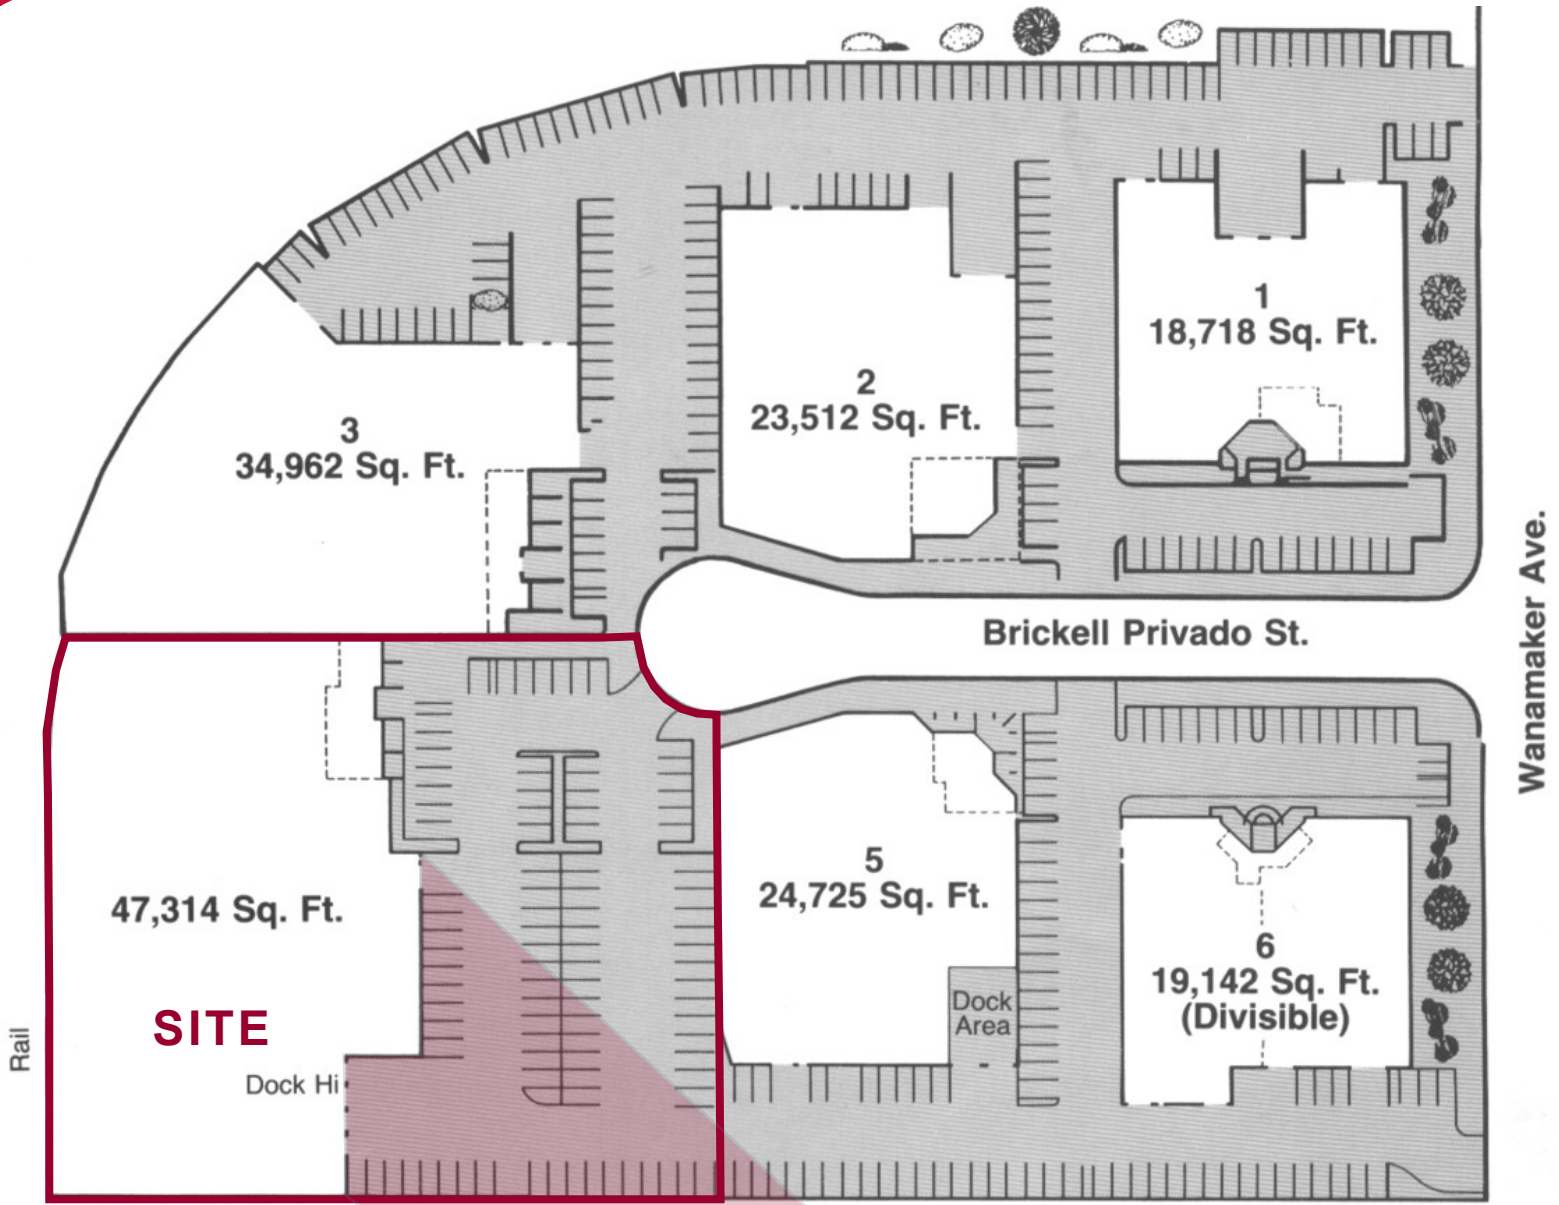 1
18,718 Sq. Ft.
2
23,512 Sq. Ft.
3
34,962 Sq. Ft.
Brickell Privado St.
Wanamaker Ave.
47,314 Sq. Ft.
SITE
Rail
Dock Hi
5
24,725 Sq. Ft.
Dock
Area
6
19,142 Sq. Ft.
(Divisible)